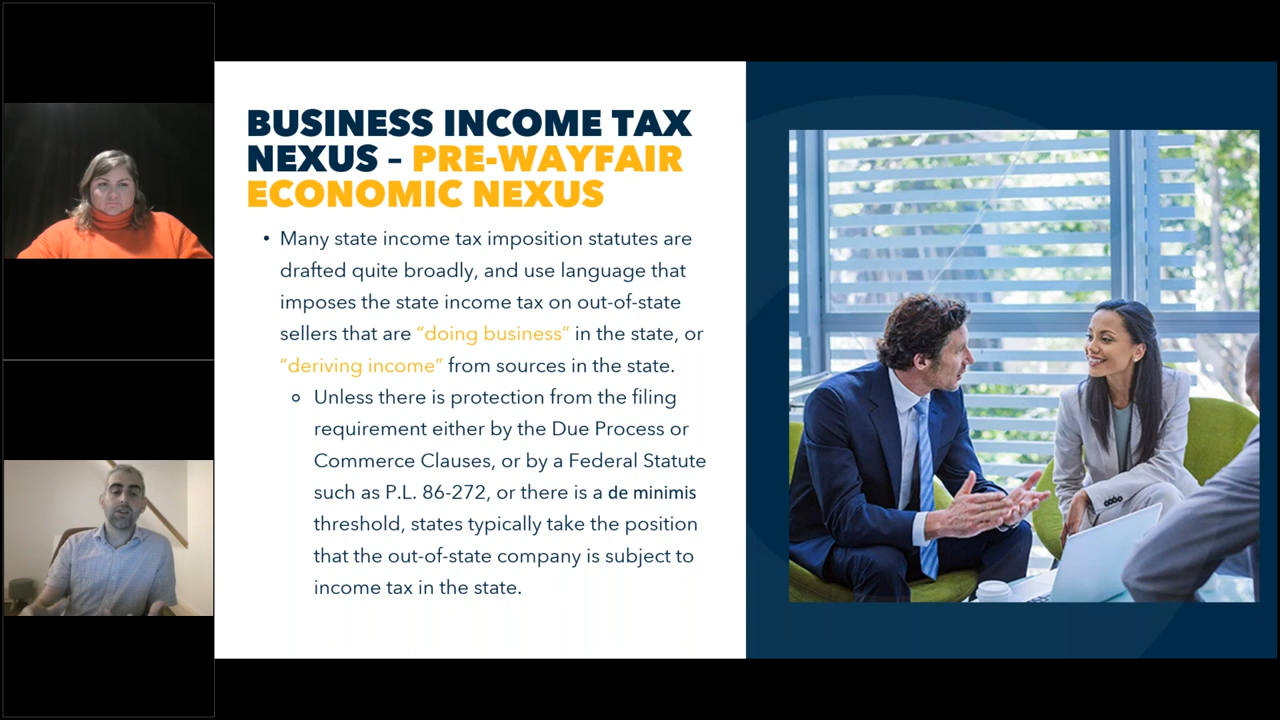 BUSINESS INCOME TAX
NEXUS – PRE-WAYFAIR
ECONOMIC NEXUS
• Many state income tax imposition statutes are
drafted quite broadly, and use language that
imposes the state income tax on out-of-state
sellers that are “doing business” in the state, or
“deriving income” from sources in the state.
○ Unless there is protection from the filing
requirement either by the Due Process or
Commerce Clauses, or by a Federal Statute
such as P.L. 86-272, or there is a de minimis
threshold, states typically take the position
that the out-of-state company is subject to
income tax in the state.